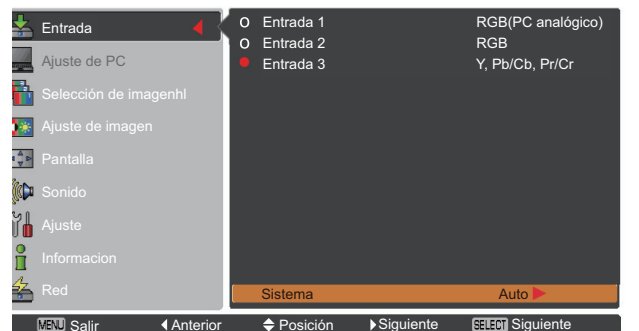 Entrada
Ajuste de PC
Selección de imagenhl
Ajuste de imagen
Pantalla
Sonido
Ajuste
Informacion
Red
Entrada 1 RGB(PC analógico)
Entrada 2 RGB
Entrada 3 Y, Pb/Cb, Pr/Cr
Sistema Auto
MENU Salir Anterior Posición Siguiente SELECT Siguiente